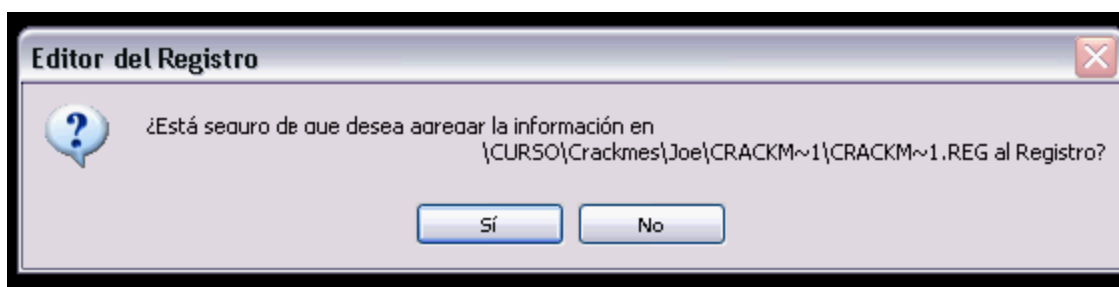 Editor del Registro
¿Está seguro de que desea agregar la información en
\CURSO\Crackmes\Joe\CRACKM~1\CRACKM~1.REG al Registro?
Sí
No